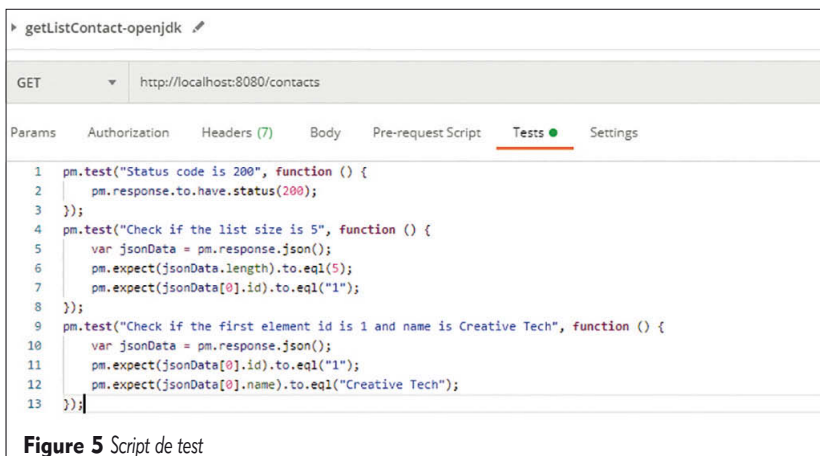 getListContact-openjdk
GET http://localhost:8080/contacts
Params Authorization Headers (7) Body Pre-request Script Tests Settings
1 pm.test("Status code is 200", function () {
2 pm.response.to.have.status(200);
3 });
4 pm.test("Check if the list size is 5", function () {
5 var jsonData = pm.response.json();
6 pm.expect(jsonData.length).to.eql(5);
7 pm.expect(jsonData[0].id).to.eql("1");
8 });
9 pm.test("Check if the first element id is 1 and name is Creative Tech", function () {
10 var jsonData = pm.response.json();
11 pm.expect(jsonData[0].id).to.eql("1");
12 pm.expect(jsonData[0].name).to.eql("Creative Tech");
13 });
Figure 5 Script de test